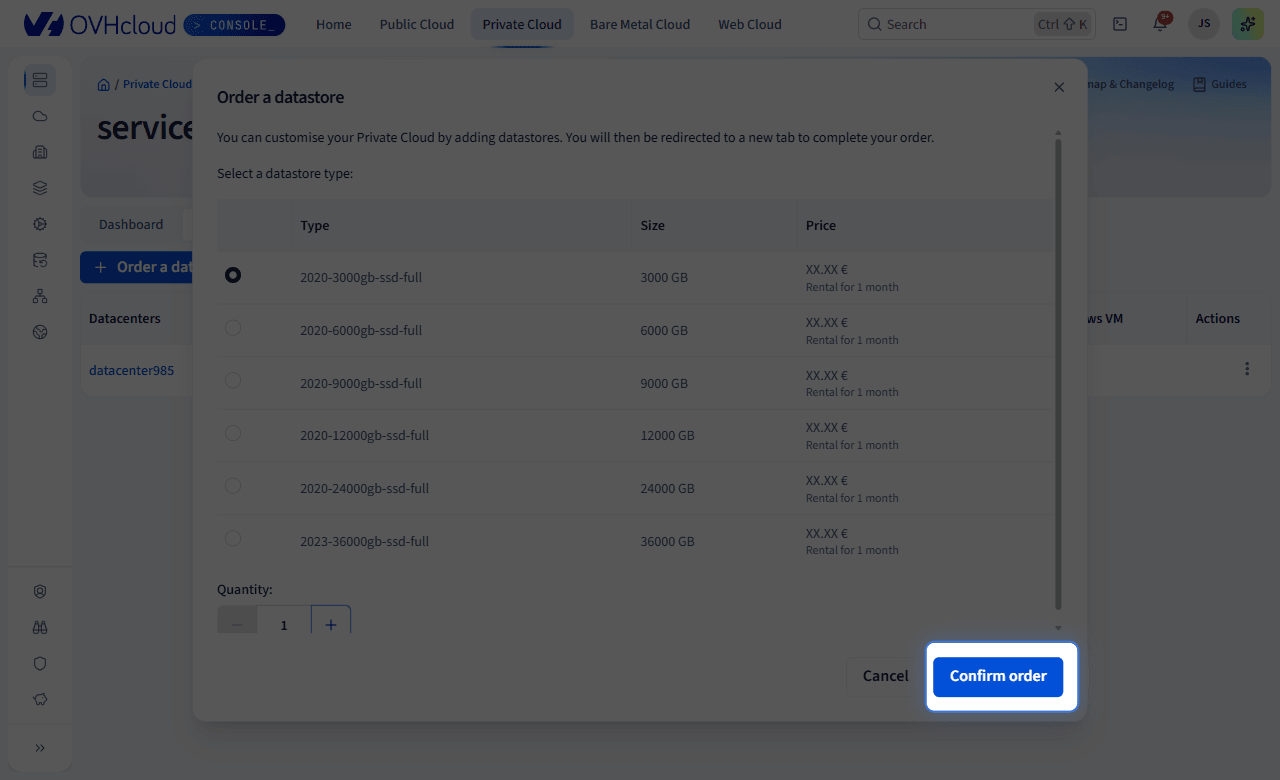 OVHcloud > CONSOLE_ Home Public Cloud Private Cloud Bare Metal Cloud Web Cloud Search Ctrl K 9+ JS
/ Private Cloud
Roadmap & Changelog Guides
service
Dashboard
+ Order a dat
Datacenters
ws VM Actions
datacenter985
Order a datastore
You can customise your Private Cloud by adding datastores. You will then be redirected to a new tab to complete your order.
Select a datastore type:
Type Size Price
2020-3000gb-ssd-full 3000 GB XX.XX €
Rental for 1 month
2020-6000gb-ssd-full 6000 GB XX.XX €
Rental for 1 month
2020-9000gb-ssd-full 9000 GB XX.XX €
Rental for 1 month
2020-12000gb-ssd-full 12000 GB XX.XX €
Rental for 1 month
2020-24000gb-ssd-full 24000 GB XX.XX €
Rental for 1 month
2023-36000gb-ssd-full 36000 GB XX.XX €
Rental for 1 month
Quantity:
− 1 +
Cancel Confirm order